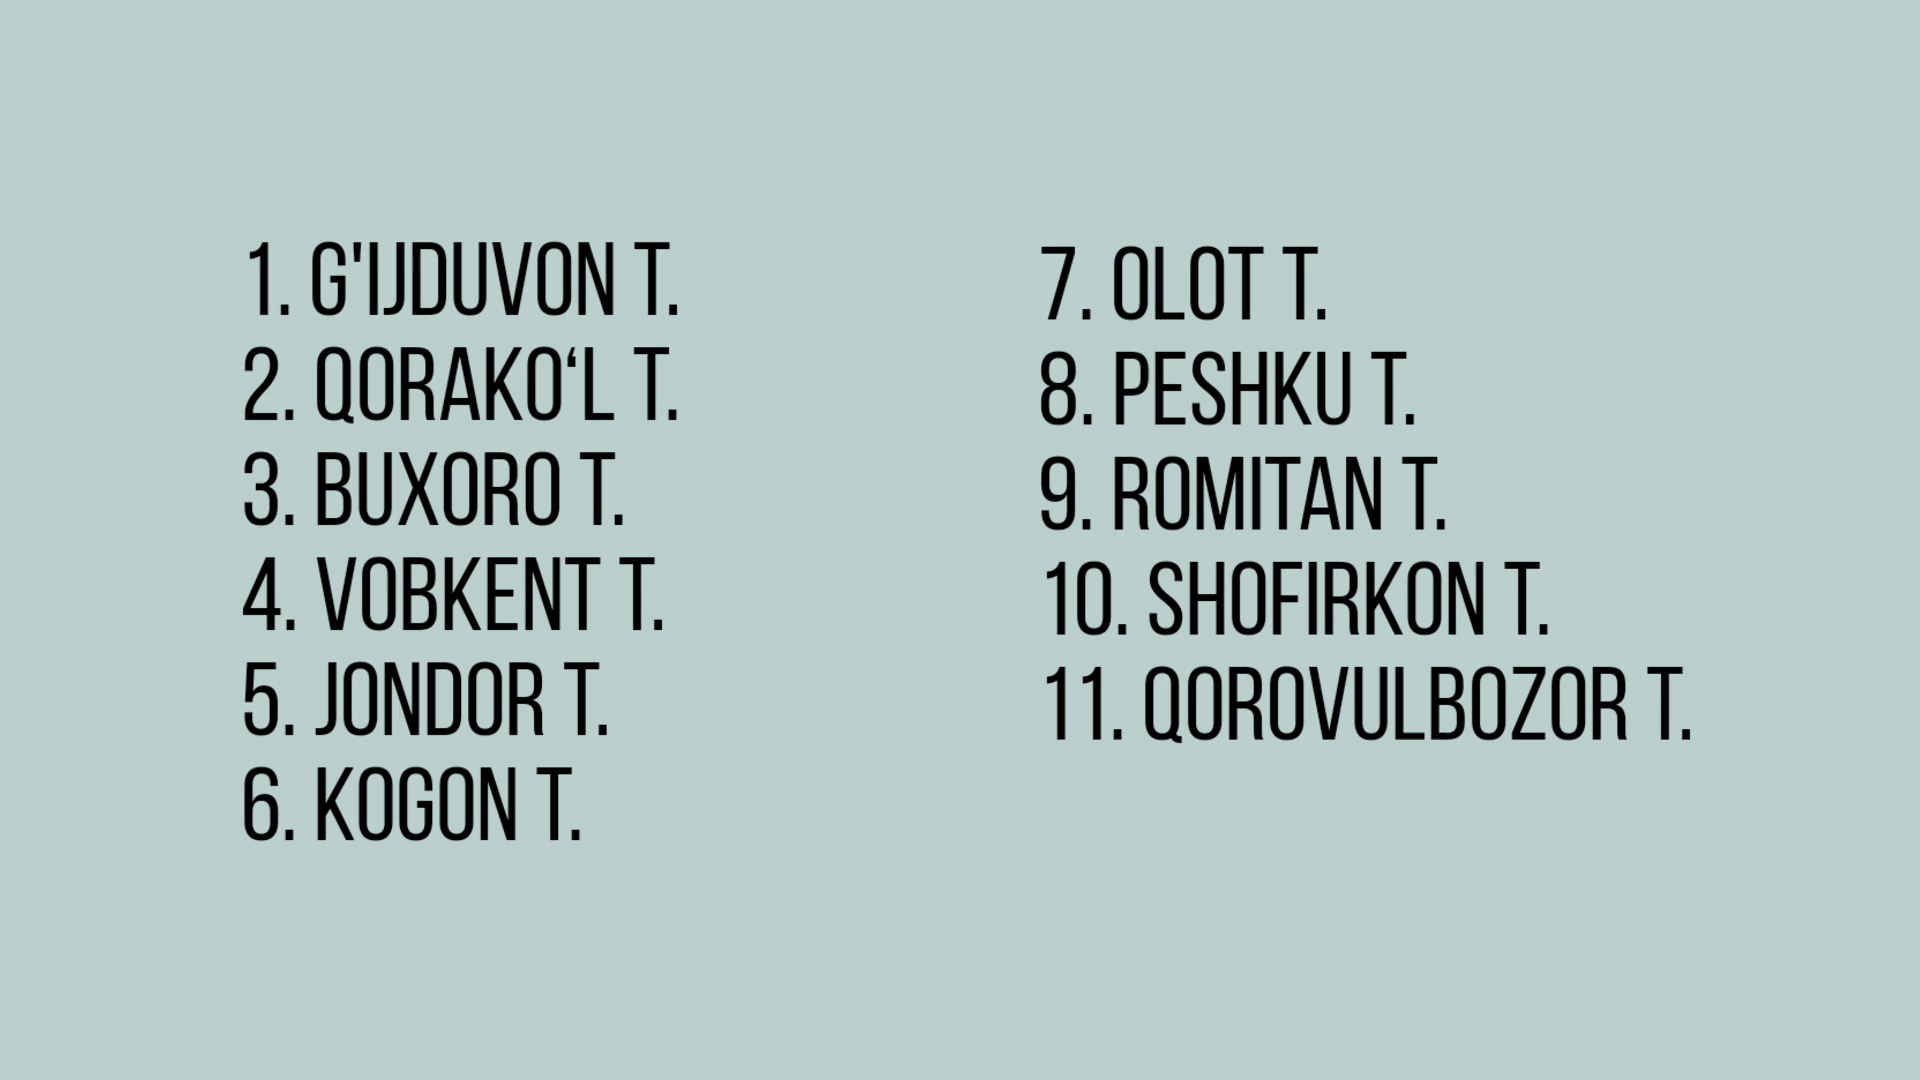 1. G'IJDUVON T.
2. QORAKO‘L T.
3. BUXORO T.
4. VOBKENT T.
5. JONDOR T.
6. KOGON T.
7. OLOT T.
8. PESHKU T.
9. ROMITAN T.
10. SHOFIRKON T.
11. QOROVULBOZOR T.